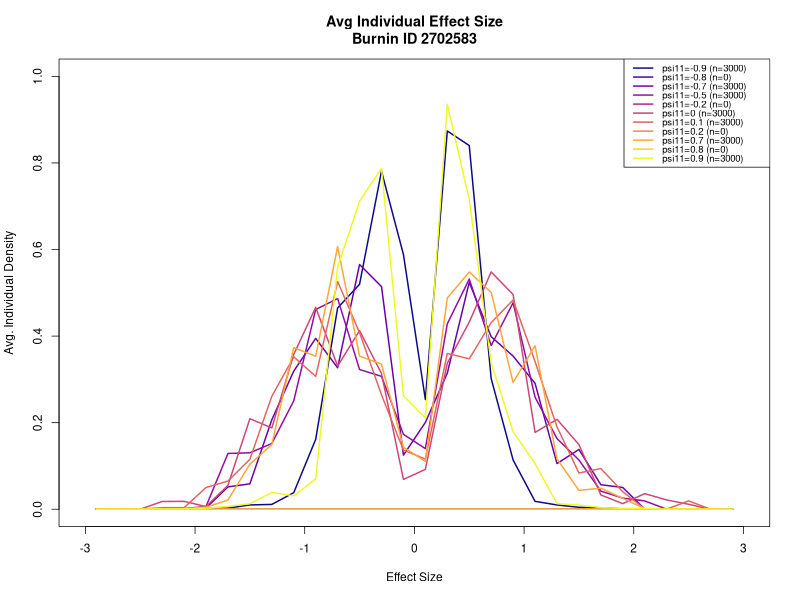 Avg Individual Effect Size
Burnin ID 2702583
psi11=-0.9 (n=3000)
psi11=-0.8 (n=0)
psi11=-0.7 (n=3000)
psi11=-0.5 (n=3000)
psi11=-0.2 (n=0)
psi11=0 (n=3000)
psi11=0.1 (n=3000)
psi11=0.2 (n=0)
psi11=0.7 (n=3000)
psi11=0.8 (n=0)
psi11=0.9 (n=3000)
Avg. Individual Density
1.0
0.8
0.6
0.4
0.2
0.0
-3 -2 -1 0 1 2 3
Effect Size